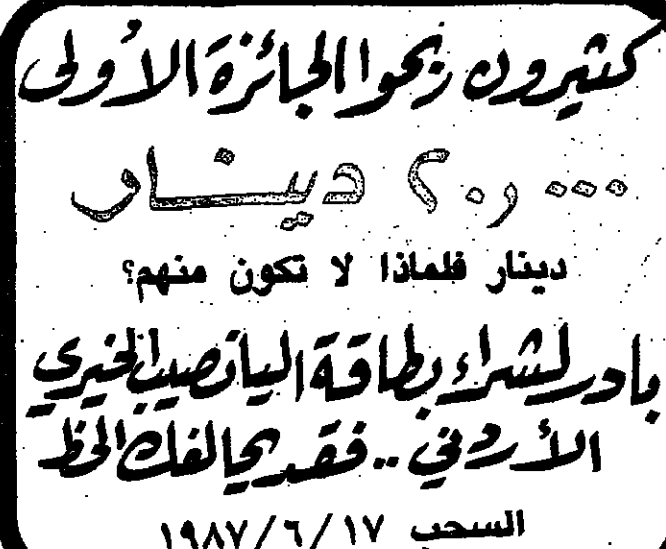 كثيرون ربحوا الجائزة الأولى
٢٠,٠٠٠ دينار
دينار فلماذا لا تكون منهم؟
بادر لشراء بطاقة اليانصيب الخيري
الأردني .. فقد يحالفك الحظ
السحب ١٧/٦/١٩٨٧